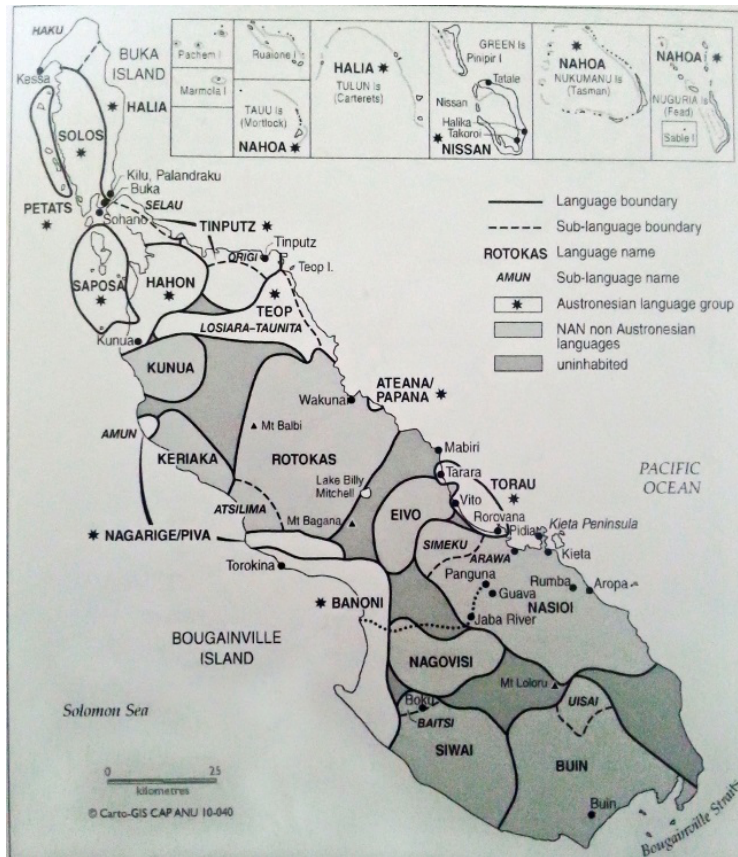 HAKU
BUKA
ISLAND
Kessa
HALIA
SOLOS
Kilu, Palandraku
Buka
PETATS
Sohano
SELAU
TINPUTZ
Tinputz
ORIGI
Teop I.
SAPOSA
HAHON
TEOP
LOSIARA-TAUNITA
Kunua
KUNUA
ATEANA/
PAPANA
Wakunai
AMUN
Mt Balbi
KERIAKA
ROTOKAS
Mabiri
Tarara
TORAU
Lake Billy
Mitchell
Vito
ATSILIMA
EIVO
Mt Bagana
Rorovana
Pidia
Kieta Peninsula
SIMEKU
ARAWA
Kieta
NAGARIGE/PIVA
Torokina
Panguna
Rumba
Aropa
Guava
NASIOI
BANONI
Jaba River
BOUGAINVILLE
ISLAND
NAGOVISI
Mt Loloru
Solomon Sea
Boku
UISAI
BAITSI
SIWAI
BUIN
Buin
Bougainville Strait
PACIFIC
OCEAN
0
25
kilometres
© Carto-GIS CAP ANU 10-040
Pachem I
Marmola I
Ruaione I
TAUU Is
(Mortlock)
NAHOA
HALIA
TULUN Is
(Carterets)
GREEN Is
Pinipir I
Tatale
Nissan
Halika
Takoroi
NISSAN
NAHOA
NUKUMANU Is
(Tasman)
NAHOA
NUGURIA Is
(Fead)
Sable I
Language boundary
Sub-language boundary
ROTOKAS Language name
AMUN Sub-language name
Austronesian language group
NAN non Austronesian
languages
uninhabited